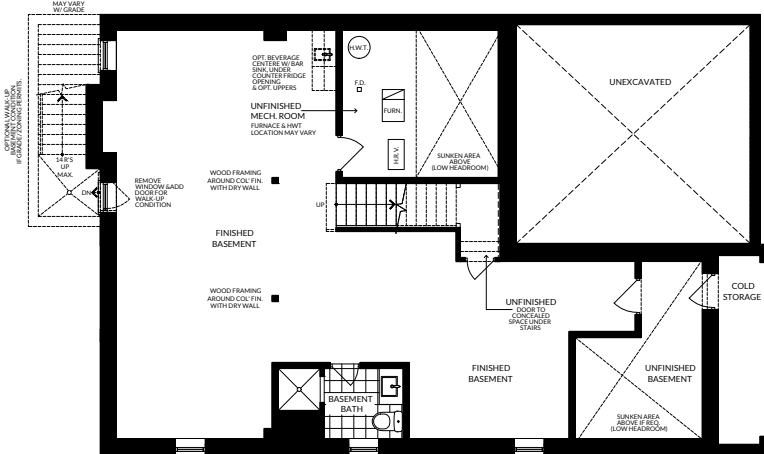 MAY VARY
W/ GRADE
OPTIONAL WALK-UP
BASEMENT CONDITION.
IF GRADE / ZONING PERMITS.
14 R'S
UP
MAX.
DN
REMOVE
WINDOW &ADD
DOOR FOR
WALK-UP
CONDITION
OPT. BEVERAGE
CENTERE W/ BAR
SINK, UNDER
COUNTER FRIDGE
OPENING
& OPT. UPPERS
UNFINISHED
MECH. ROOM
FURNACE & HWT
LOCATION MAY VARY
H.W.T.
F.D.
FURN.
H.R.V.
SUNKEN AREA
ABOVE
(LOW HEADROOM)
UNEXCAVATED
WOOD FRAMING
AROUND COL' FIN.
WITH DRY WALL
UP
FINISHED
BASEMENT
WOOD FRAMING
AROUND COL' FIN.
WITH DRY WALL
UNFINISHED
DOOR TO
CONCEALED
SPACE UNDER
STAIRS
COLD
STORAGE
FINISHED
BASEMENT
UNFINISHED
BASEMENT
BASEMENT
BATH
SUNKEN AREA
ABOVE IF REQ.
(LOW HEADROOM)